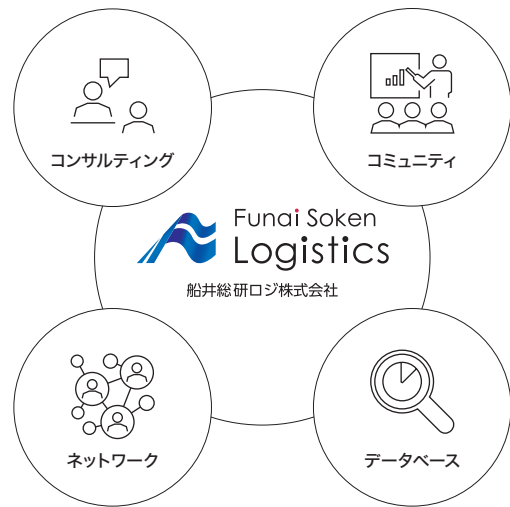 コンサルティング
コミュニティ
Funai Soken
Logistics
船井総研ロジ株式会社
ネットワーク
データベース